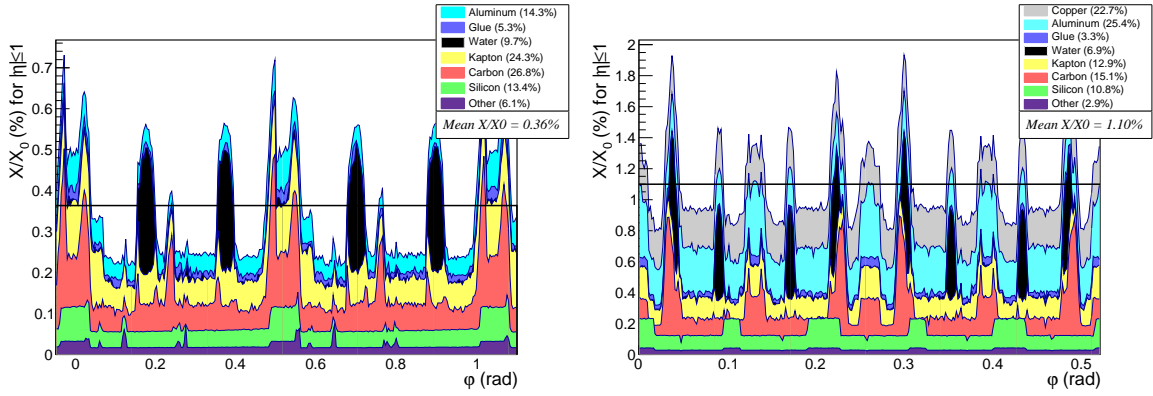 Aluminum (14.3%)
Glue (5.3%)
Water (9.7%)
Kapton (24.3%)
Carbon (26.8%)
Silicon (13.4%)
Other (6.1%)
Mean X/X0 = 0.36%
X/X0 (%) for |η|≤1
0.7
0.6
0.5
0.4
0.3
0.2
0.1
0
0 0.2 0.4 0.6 0.8 1
φ (rad)
Copper (22.7%)
Aluminum (25.4%)
Glue (3.3%)
Water (6.9%)
Kapton (12.9%)
Carbon (15.1%)
Silicon (10.8%)
Other (2.9%)
Mean X/X0 = 1.10%
X/X0 (%) for |η|≤1
2
1.8
1.6
1.4
1.2
1
0.8
0.6
0.4
0.2
0
0 0.1 0.2 0.3 0.4 0.5
φ (rad)